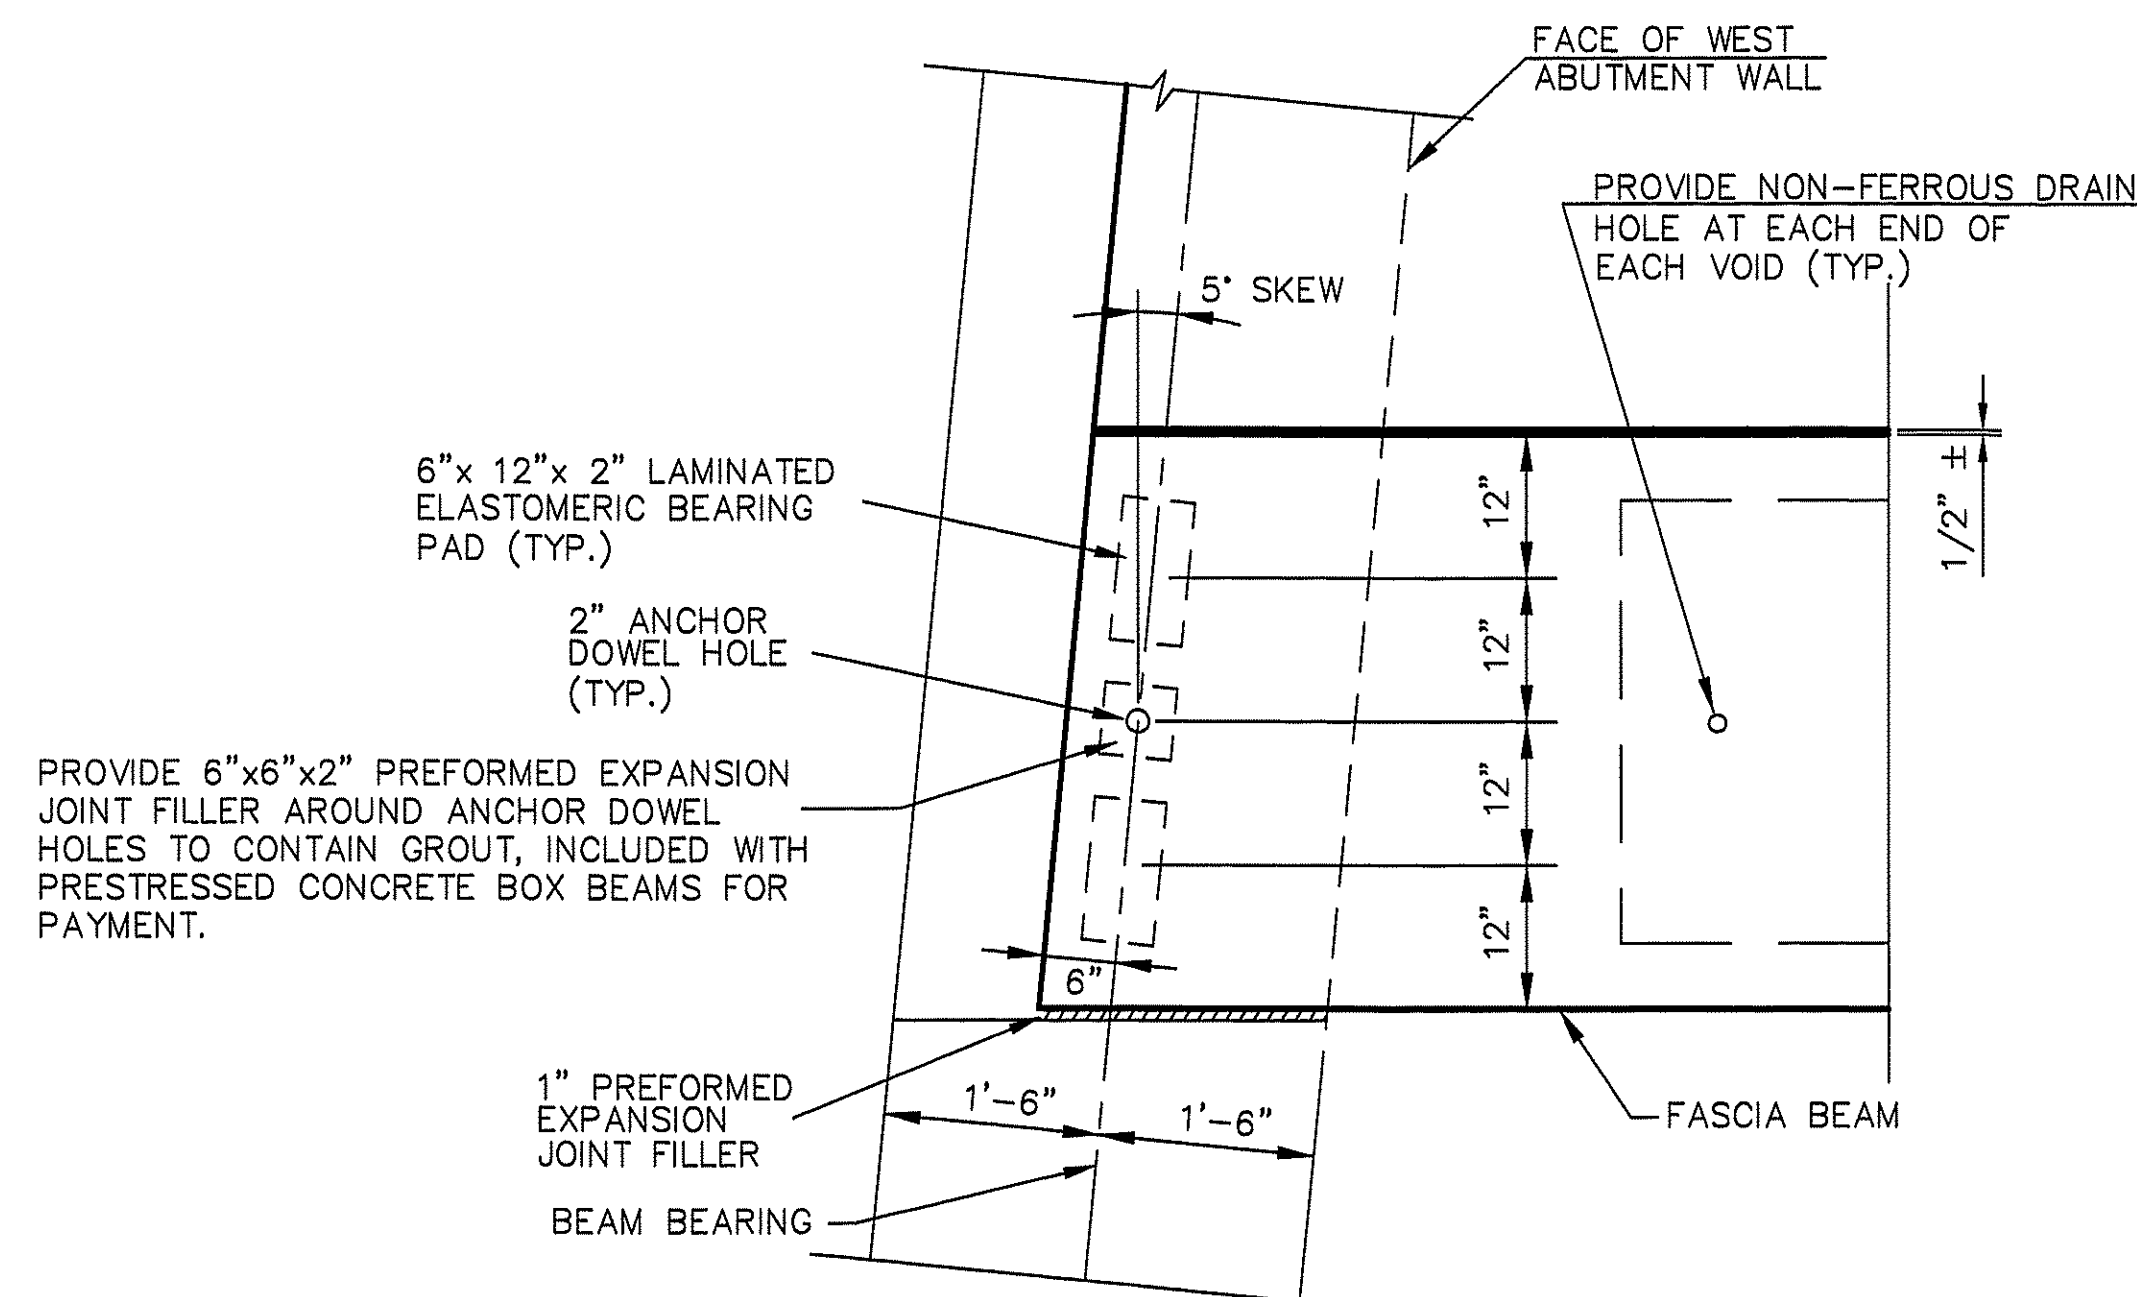 FACE OF WEST
ABUTMENT WALL
PROVIDE NON-FERROUS DRAIN
HOLE AT EACH END OF
EACH VOID (TYP.)
5° SKEW
6"x 12"x 2" LAMINATED
ELASTOMERIC BEARING
PAD (TYP.)
12"
1/2" ±
2" ANCHOR
DOWEL HOLE
(TYP.)
12"
PROVIDE 6"x6"x2" PREFORMED EXPANSION
JOINT FILLER AROUND ANCHOR DOWEL
HOLES TO CONTAIN GROUT, INCLUDED WITH
PRESTRESSED CONCRETE BOX BEAMS FOR
PAYMENT.
12"
12"
6"
1" PREFORMED
EXPANSION
JOINT FILLER
1'-6"
1'-6"
FASCIA BEAM
BEAM BEARING